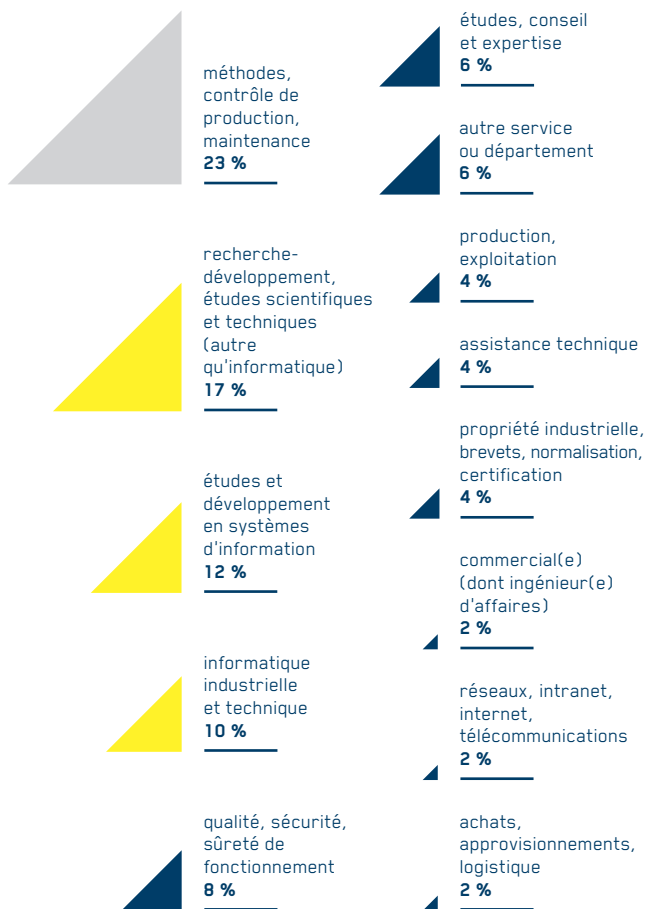 méthodes,
contrôle de
production,
maintenance
23 %
recherche-
développement,
études scientifiques
et techniques
(autre
qu'informatique)
17 %
études et
développement
en systèmes
d'information
12 %
informatique
industrielle
et technique
10 %
qualité, sécurité,
sûreté de
fonctionnement
8 %
études, conseil
et expertise
6 %
autre service
ou département
6 %
production,
exploitation
4 %
assistance technique
4 %
propriété industrielle,
brevets, normalisation,
certification
4 %
commercial(e)
(dont ingénieur(e)
d'affaires)
2 %
réseaux, intranet,
internet,
télécommunications
2 %
achats,
approvisionnements,
logistique
2 %